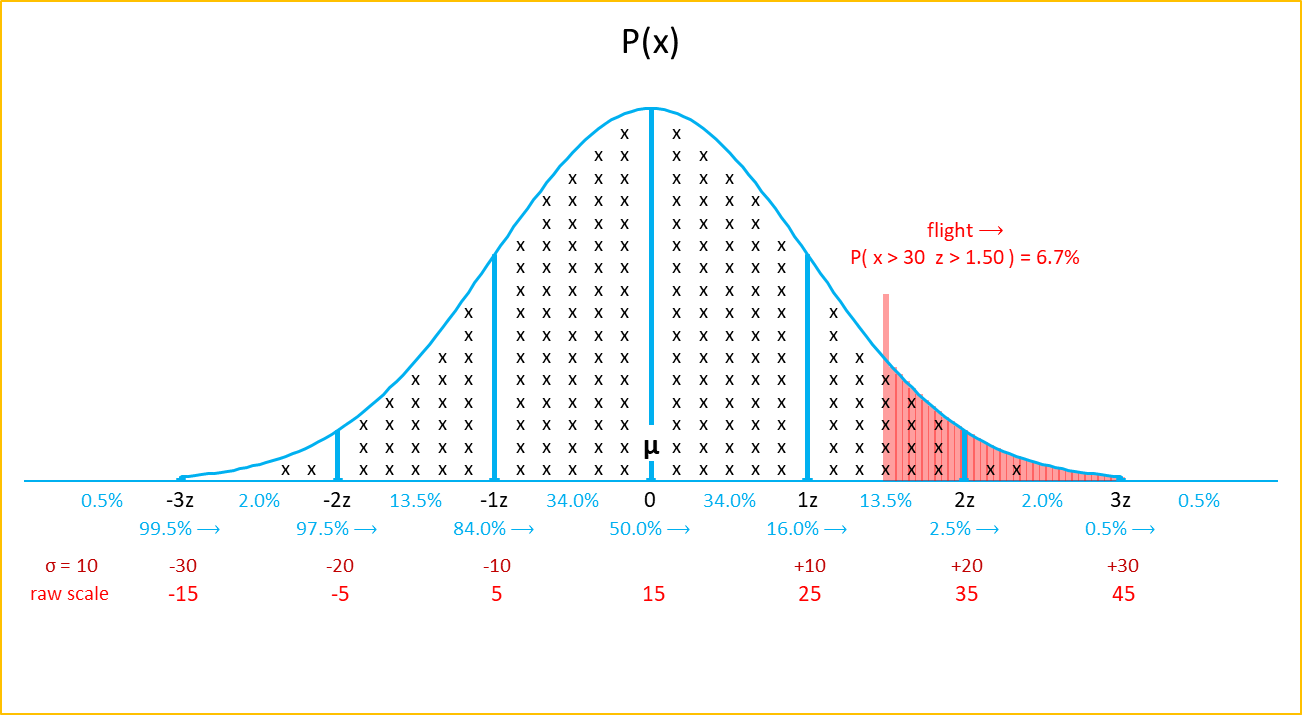 P(x)
flight →
P( x > 30 z > 1.50 ) = 6.7%
x x
x x x x
x x x x x x
x x x x x x x x
x x x x x x x x
x x x x x x x x x x
x x x x x x x x x x
x x x x x x x x x x
x x x x x x x x x x x x
x x x x x x x x x x x x
x x x x x x x x x x x x x x
x x x x x x x x x x x x x x x x
x x x x x x x x x x x x x x x x x x
x x x x x x x x x x x x x x x x x x x x
x x x x x x x x x μ x x x x x x x x x x x
x x x x x x x x x x x x x x x x x x x x x x x x
0.5% -3z 2.0% -2z 13.5% -1z 34.0% 0 34.0% 1z 13.5% 2z 2.0% 3z 0.5%
99.5% → 97.5% → 84.0% → 50.0% → 16.0% → 2.5% → 0.5% →
σ = 10 -30 -20 -10 +10 +20 +30
raw scale -15 -5 5 15 25 35 45